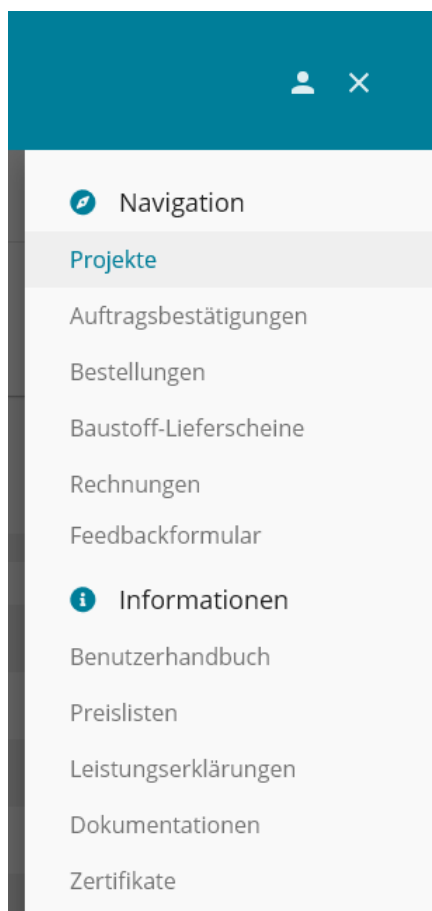 Navigation
Projekte
Auftragsbestätigungen
Bestellungen
Baustoff-Lieferscheine
Rechnungen
Feedbackformular
Informationen
Benutzerhandbuch
Preislisten
Leistungserklärungen
Dokumentationen
Zertifikate